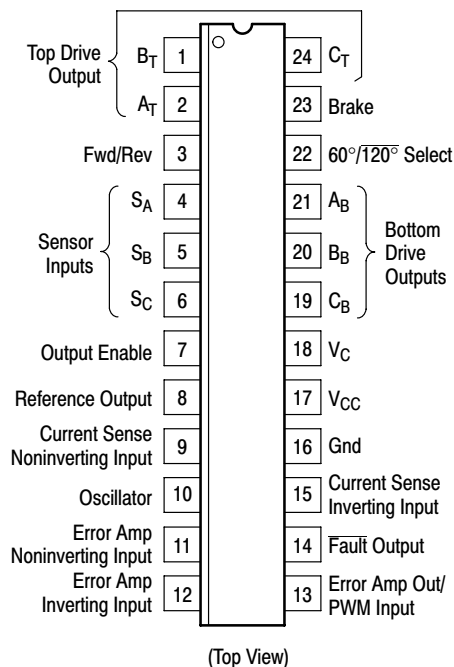 Top Drive Output
B_T 1
A_T 2
Fwd/Rev 3
Sensor Inputs
S_A 4
S_B 5
S_C 6
Output Enable 7
Reference Output 8
Current Sense
Noninverting Input 9
Oscillator 10
Error Amp
Noninverting Input 11
Error Amp
Inverting Input 12
24 C_T
23 Brake
22 60°/1̅2̅0̅°̅ Select
21 A_B
20 B_B
19 C_B
Bottom
Drive
Outputs
18 V_C
17 V_CC
16 Gnd
15 Current Sense
Inverting Input
14 F̅a̅u̅l̅t̅ Output
13 Error Amp Out/
PWM Input
(Top View)